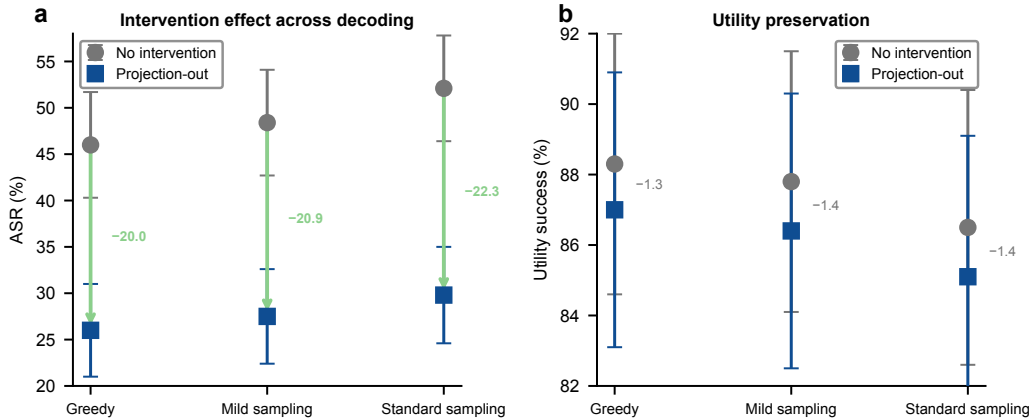 a
Intervention effect across decoding
No intervention
Projection-out
ASR (%)
55
50
45
40
35
30
25
20
−20.0
−20.9
−22.3
Greedy
Mild sampling
Standard sampling
b
Utility preservation
No intervention
Projection-out
Utility success (%)
92
90
88
86
84
82
−1.3
−1.4
−1.4
Greedy
Mild sampling
Standard sampling